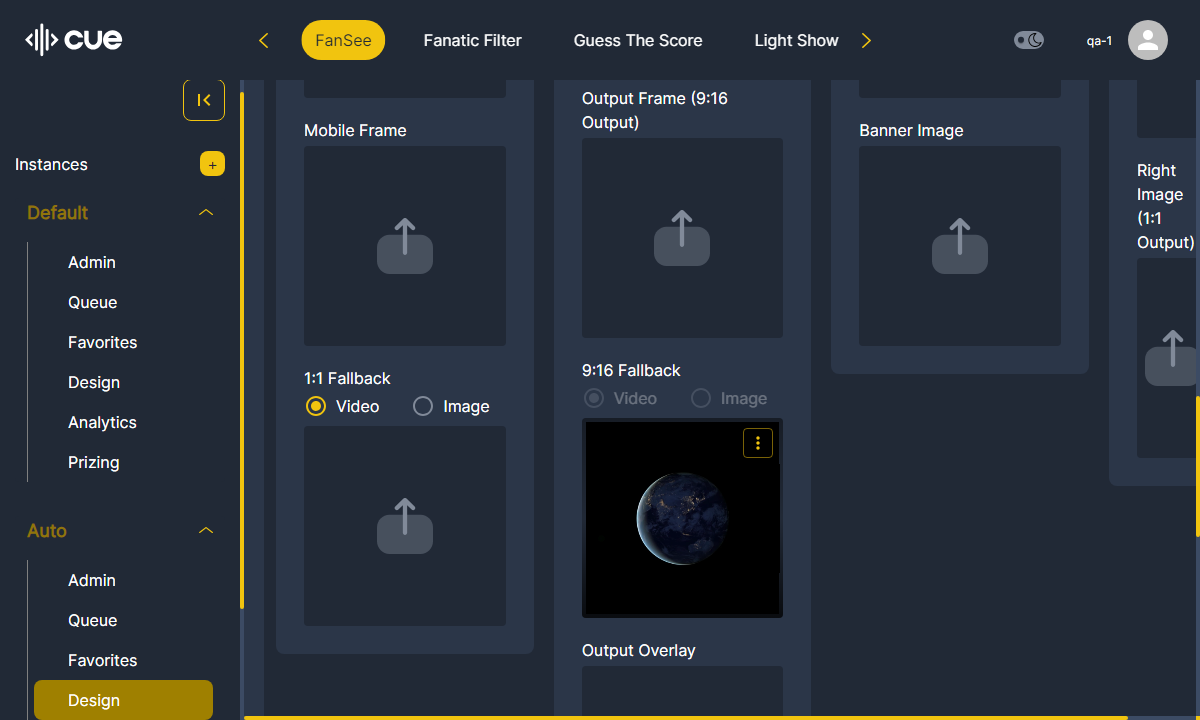 cue
FanSee
Fanatic Filter
Guess The Score
Light Show
qa-1
Instances
+
Default
Admin
Queue
Favorites
Design
Analytics
Prizing
Auto
Admin
Queue
Favorites
Design
Mobile Frame
1:1 Fallback
Video
Image
Output Frame (9:16
Output)
9:16 Fallback
Video
Image
Output Overlay
Banner Image
Right
Image
(1:1
Output)